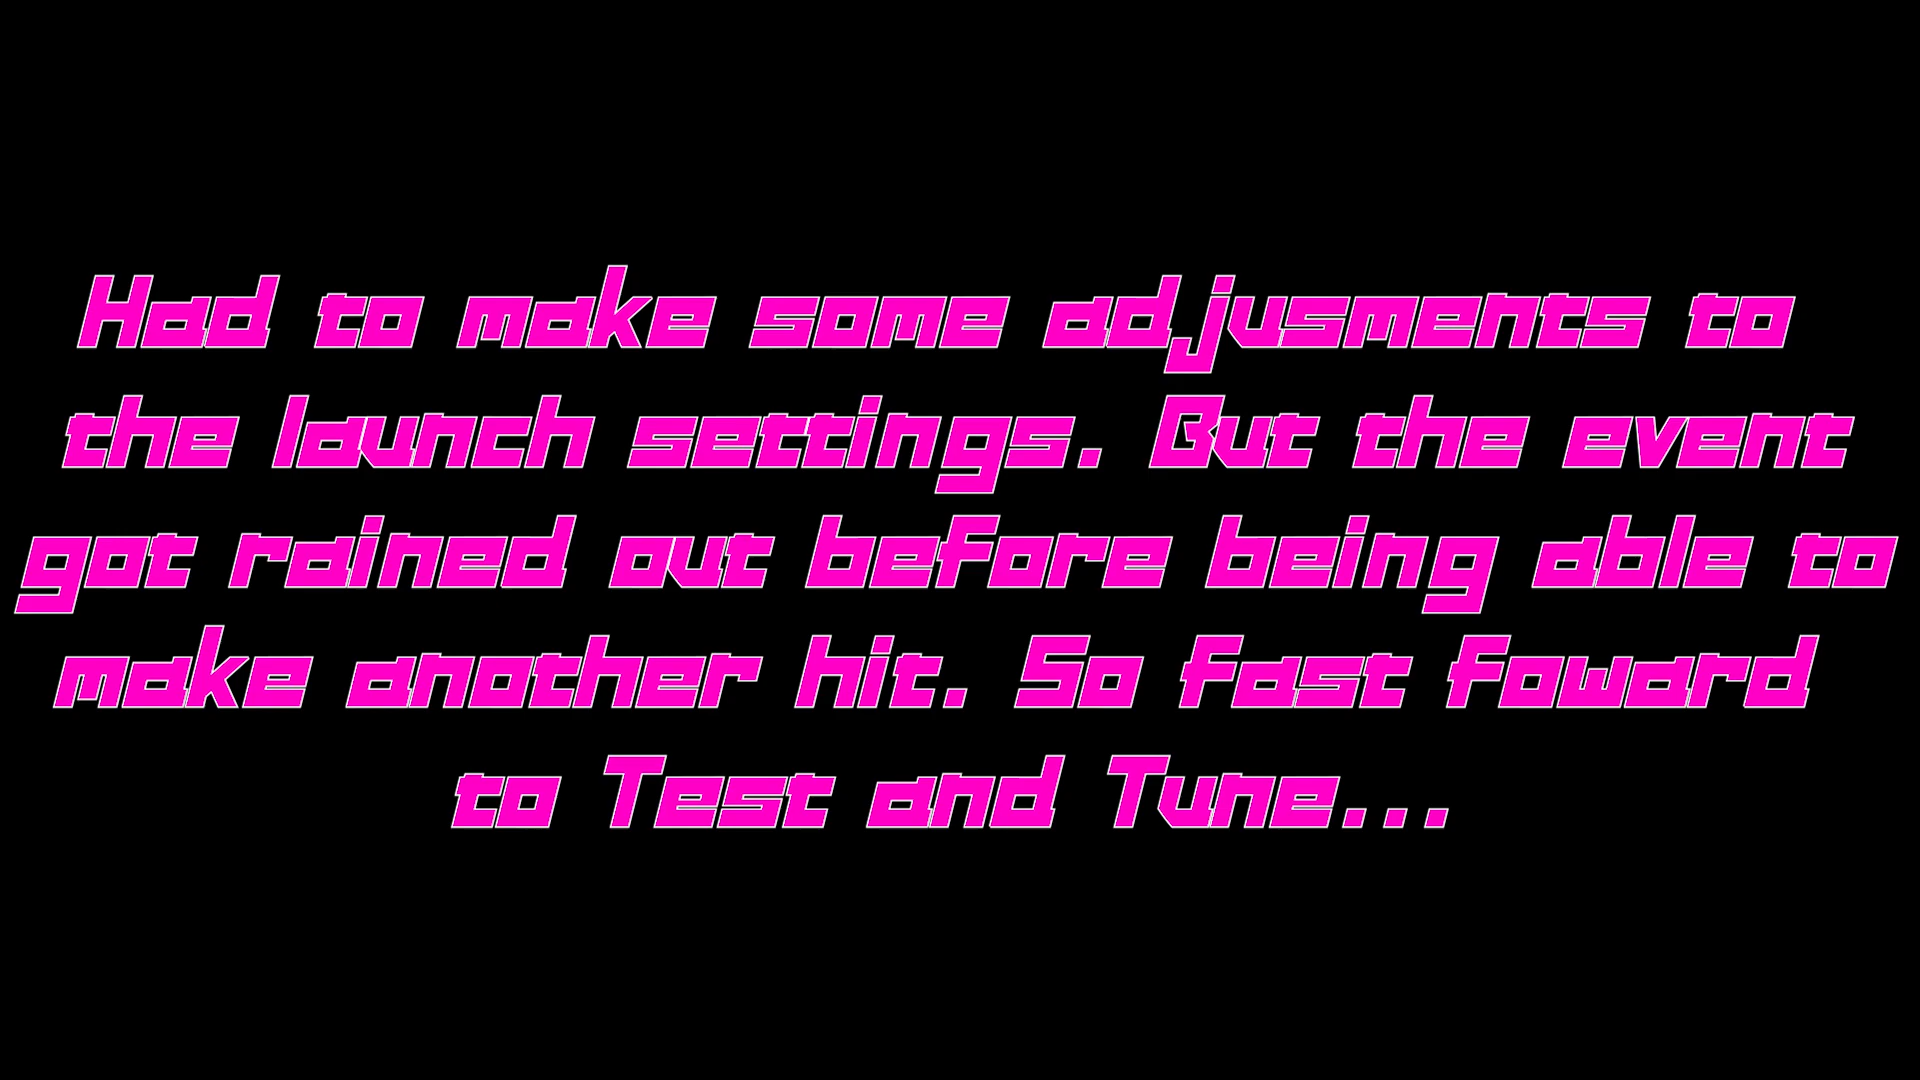 Had to make some adjusments to
the launch settings. But the event
got rained out before being able to
make another hit. So fast foward
to Test and Tune...